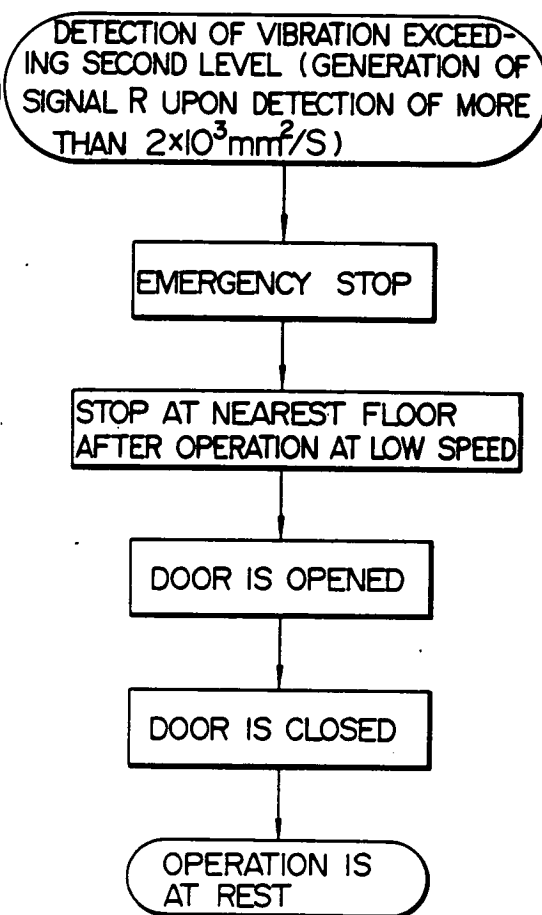 DETECTION OF VIBRATION EXCEED-
ING SECOND LEVEL (GENERATION OF
SIGNAL R UPON DETECTION OF MORE
THAN 2×10³mm²/S)
EMERGENCY STOP
STOP AT NEAREST FLOOR
AFTER OPERATION AT LOW SPEED
DOOR IS OPENED
DOOR IS CLOSED
OPERATION IS
AT REST